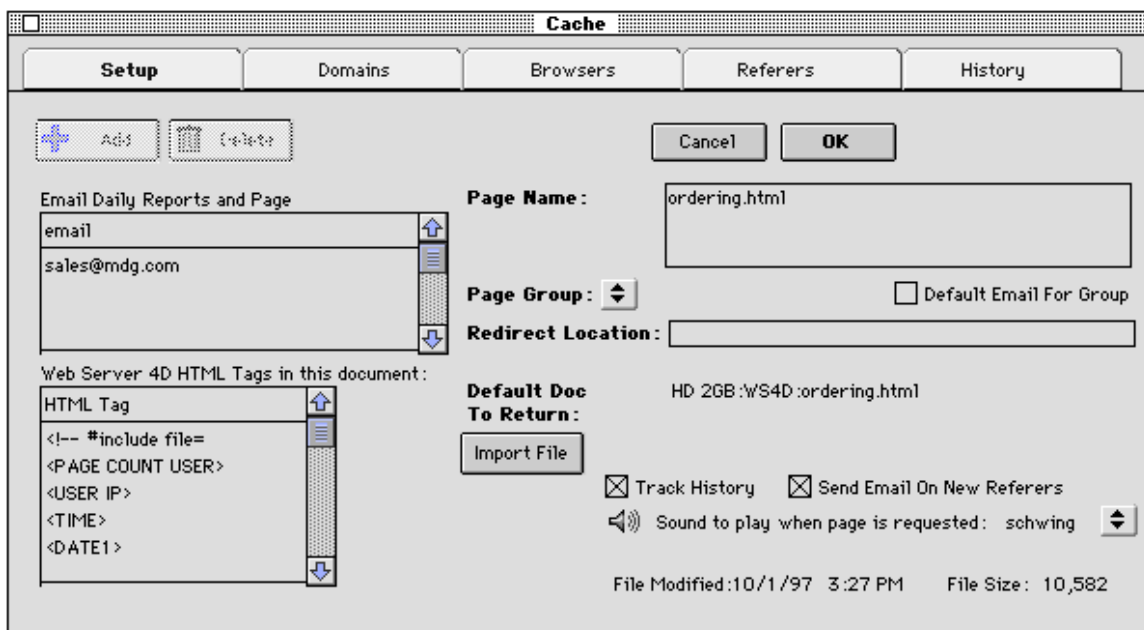 Cache
Setup
Domains
Browsers
Referers
History
Add
Delete
Cancel
OK
Email Daily Reports and Page
email
sales@mdg.com
Page Name:
ordering.html
Page Group:
Default Email For Group
Redirect Location:
Web Server 4D HTML Tags in this document:
HTML Tag
<!-- #include file=
<PAGE COUNT USER>
<USER IP>
<TIME>
<DATE1>
Default Doc
To Return:
HD 2GB:WS4D:ordering.html
Import File
Track History
Send Email On New Referers
Sound to play when page is requested: schwing
File Modified:10/1/97 3:27 PM
File Size: 10,582